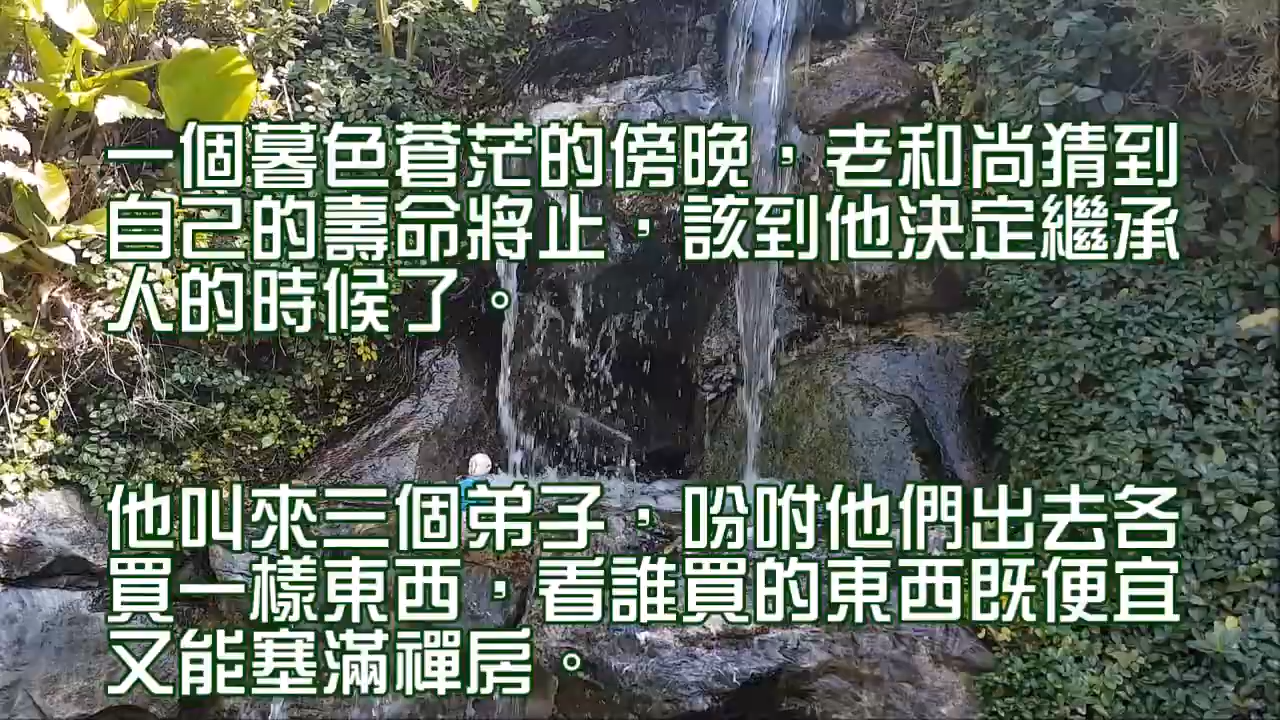 一個暮色蒼茫的傍晚，老和尚猜到
自己的壽命將止，該到他決定繼承
人的時候了。
他叫來三個弟子，吩咐他們出去各
買一樣東西，看誰買的東西既便宜
又能塞滿禪房。